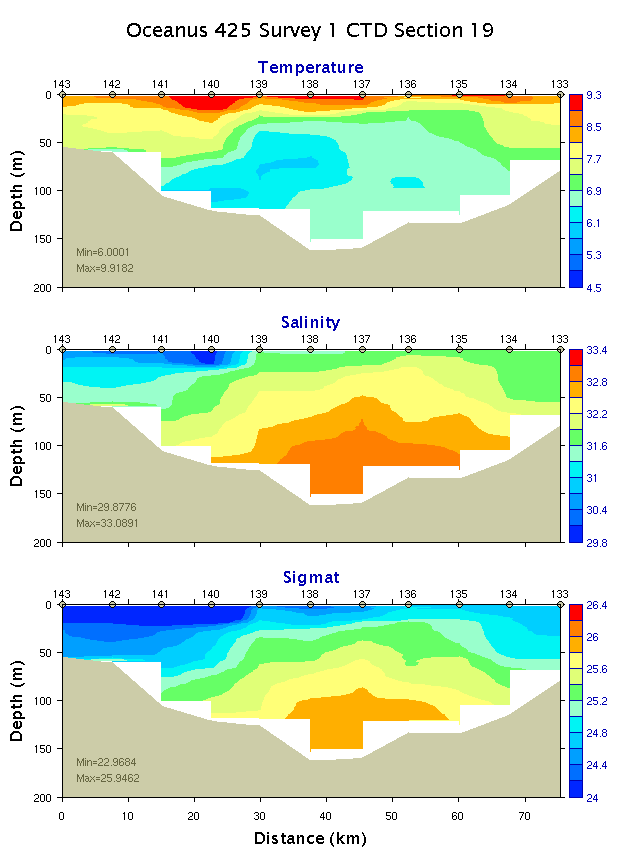 Oceanus 425 Survey 1 CTD Section 19
Temperature
143 142 141 140 139 138 137 136 135 134 133
0
50
100
150
200
Depth (m)
Min=6.0001
Max=9.9182
9.3
8.5
7.7
6.9
6.1
5.3
4.5
Salinity
143 142 141 140 139 138 137 136 135 134 133
0
50
100
150
200
Depth (m)
Min=29.8776
Max=33.0891
33.4
32.8
32.2
31.6
31
30.4
29.8
Sigmat
143 142 141 140 139 138 137 136 135 134 133
0
50
100
150
200
Depth (m)
Min=22.9684
Max=25.9462
26.4
26
25.6
25.2
24.8
24.4
24
0 10 20 30 40 50 60 70
Distance (km)